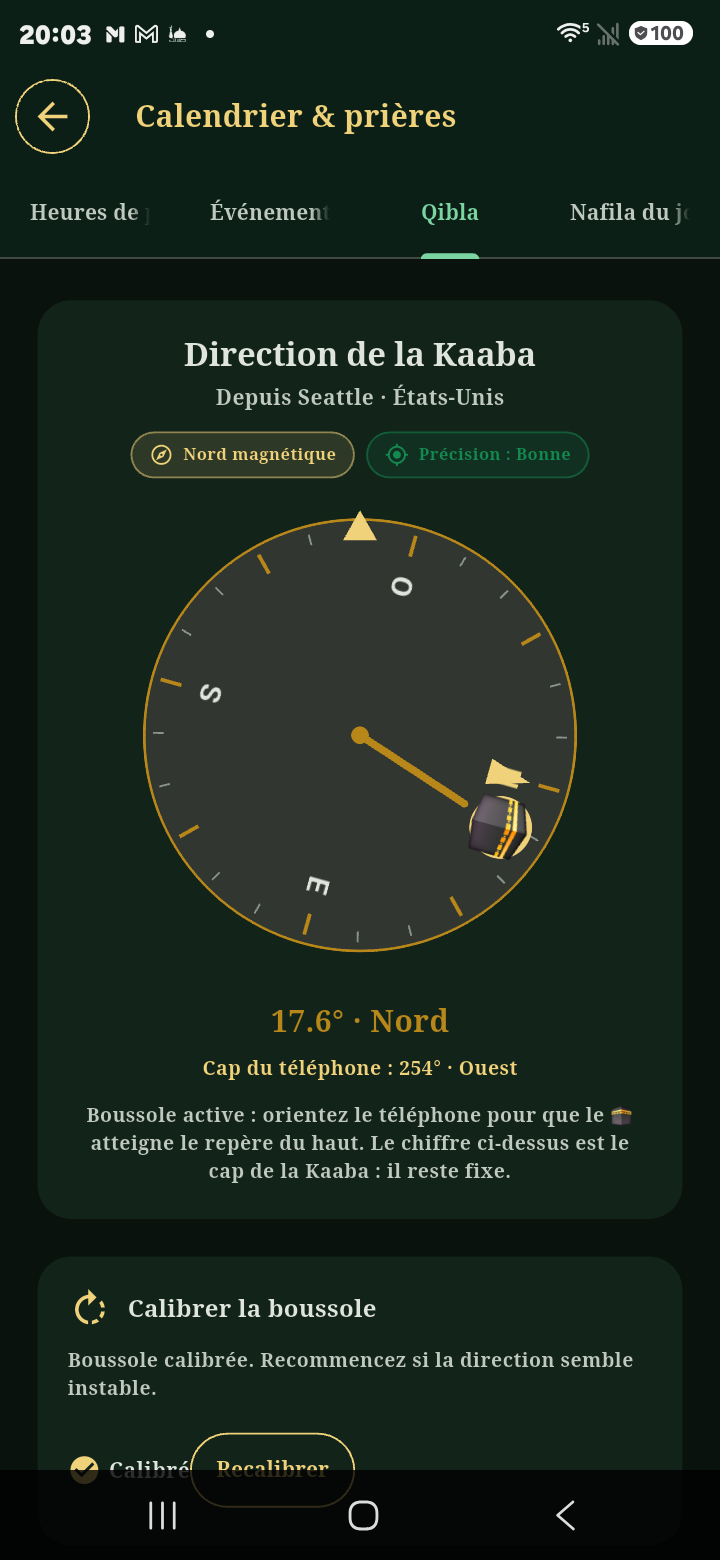 20:03
5
100
Calendrier & prières
Heures de
Événement
Qibla
Nafila du
Direction de la Kaaba
Depuis Seattle · États-Unis
Nord magnétique
Précision : Bonne
O
S
E
17.6° · Nord
Cap du téléphone : 254° · Ouest
Boussole active : orientez le téléphone pour que le 🕋
atteigne le repère du haut. Le chiffre ci-dessus est le
cap de la Kaaba : il reste fixe.
Calibrer la boussole
Boussole calibrée. Recommencez si la direction semble
instable.
Calibré
Recalibrer